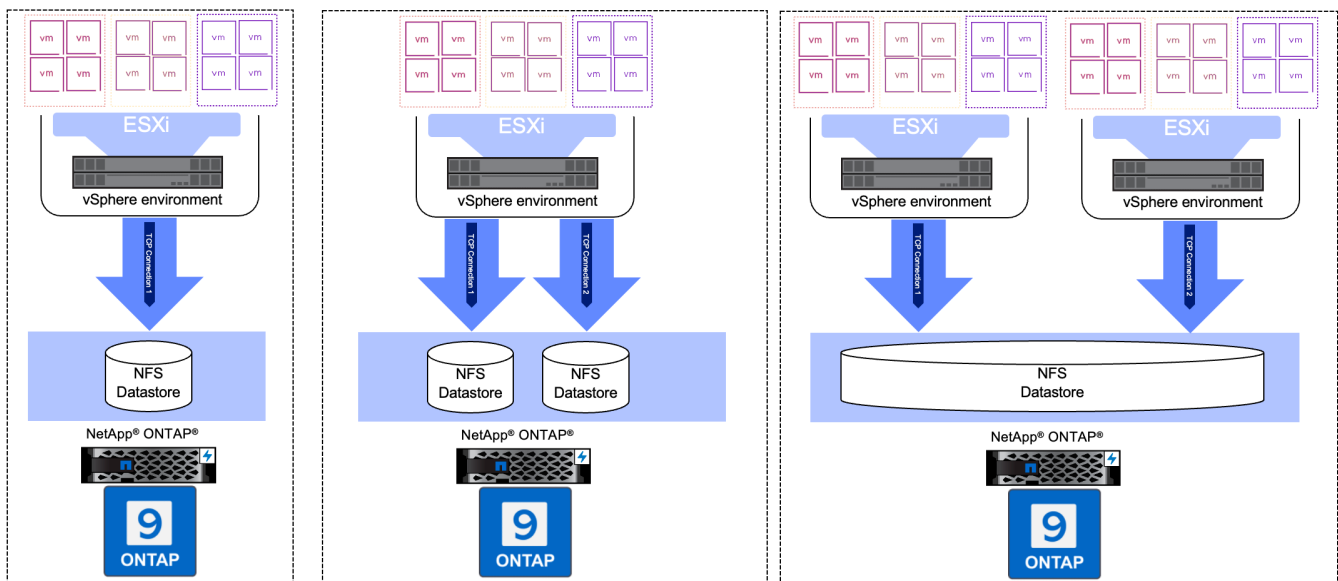 vm vm vm vm vm vm
vm vm vm vm vm vm
ESXi
vSphere environment
TCP Connection 1
NFS
Datastore
NetApp® ONTAP®
9
ONTAP
vm vm vm vm vm vm
vm vm vm vm vm vm
ESXi
vSphere environment
TCP Connection 1
TCP Connection 2
NFS
Datastore
NFS
Datastore
NetApp® ONTAP®
9
ONTAP
vm vm vm vm vm vm
vm vm vm vm vm vm
ESXi
vSphere environment
TCP Connection 1
vm vm vm vm vm vm
vm vm vm vm vm vm
ESXi
vSphere environment
TCP Connection 2
NFS
Datastore
NetApp® ONTAP®
9
ONTAP